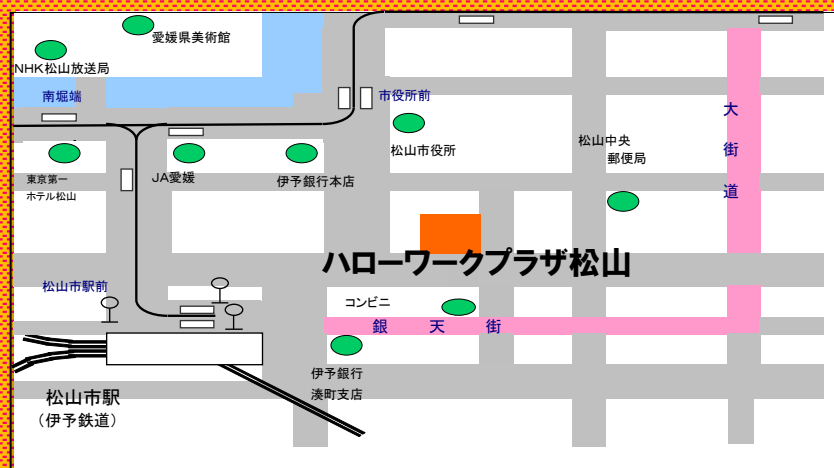 愛媛県美術館
NHK松山放送局
南堀端
市役所前
大街道
松山市役所
松山中央
郵便局
東京第一
ホテル松山
JA愛媛
伊予銀行本店
ハローワークプラザ松山
松山市駅前
コンビニ
銀天街
伊予銀行
湊町支店
松山市駅
（伊予鉄道）